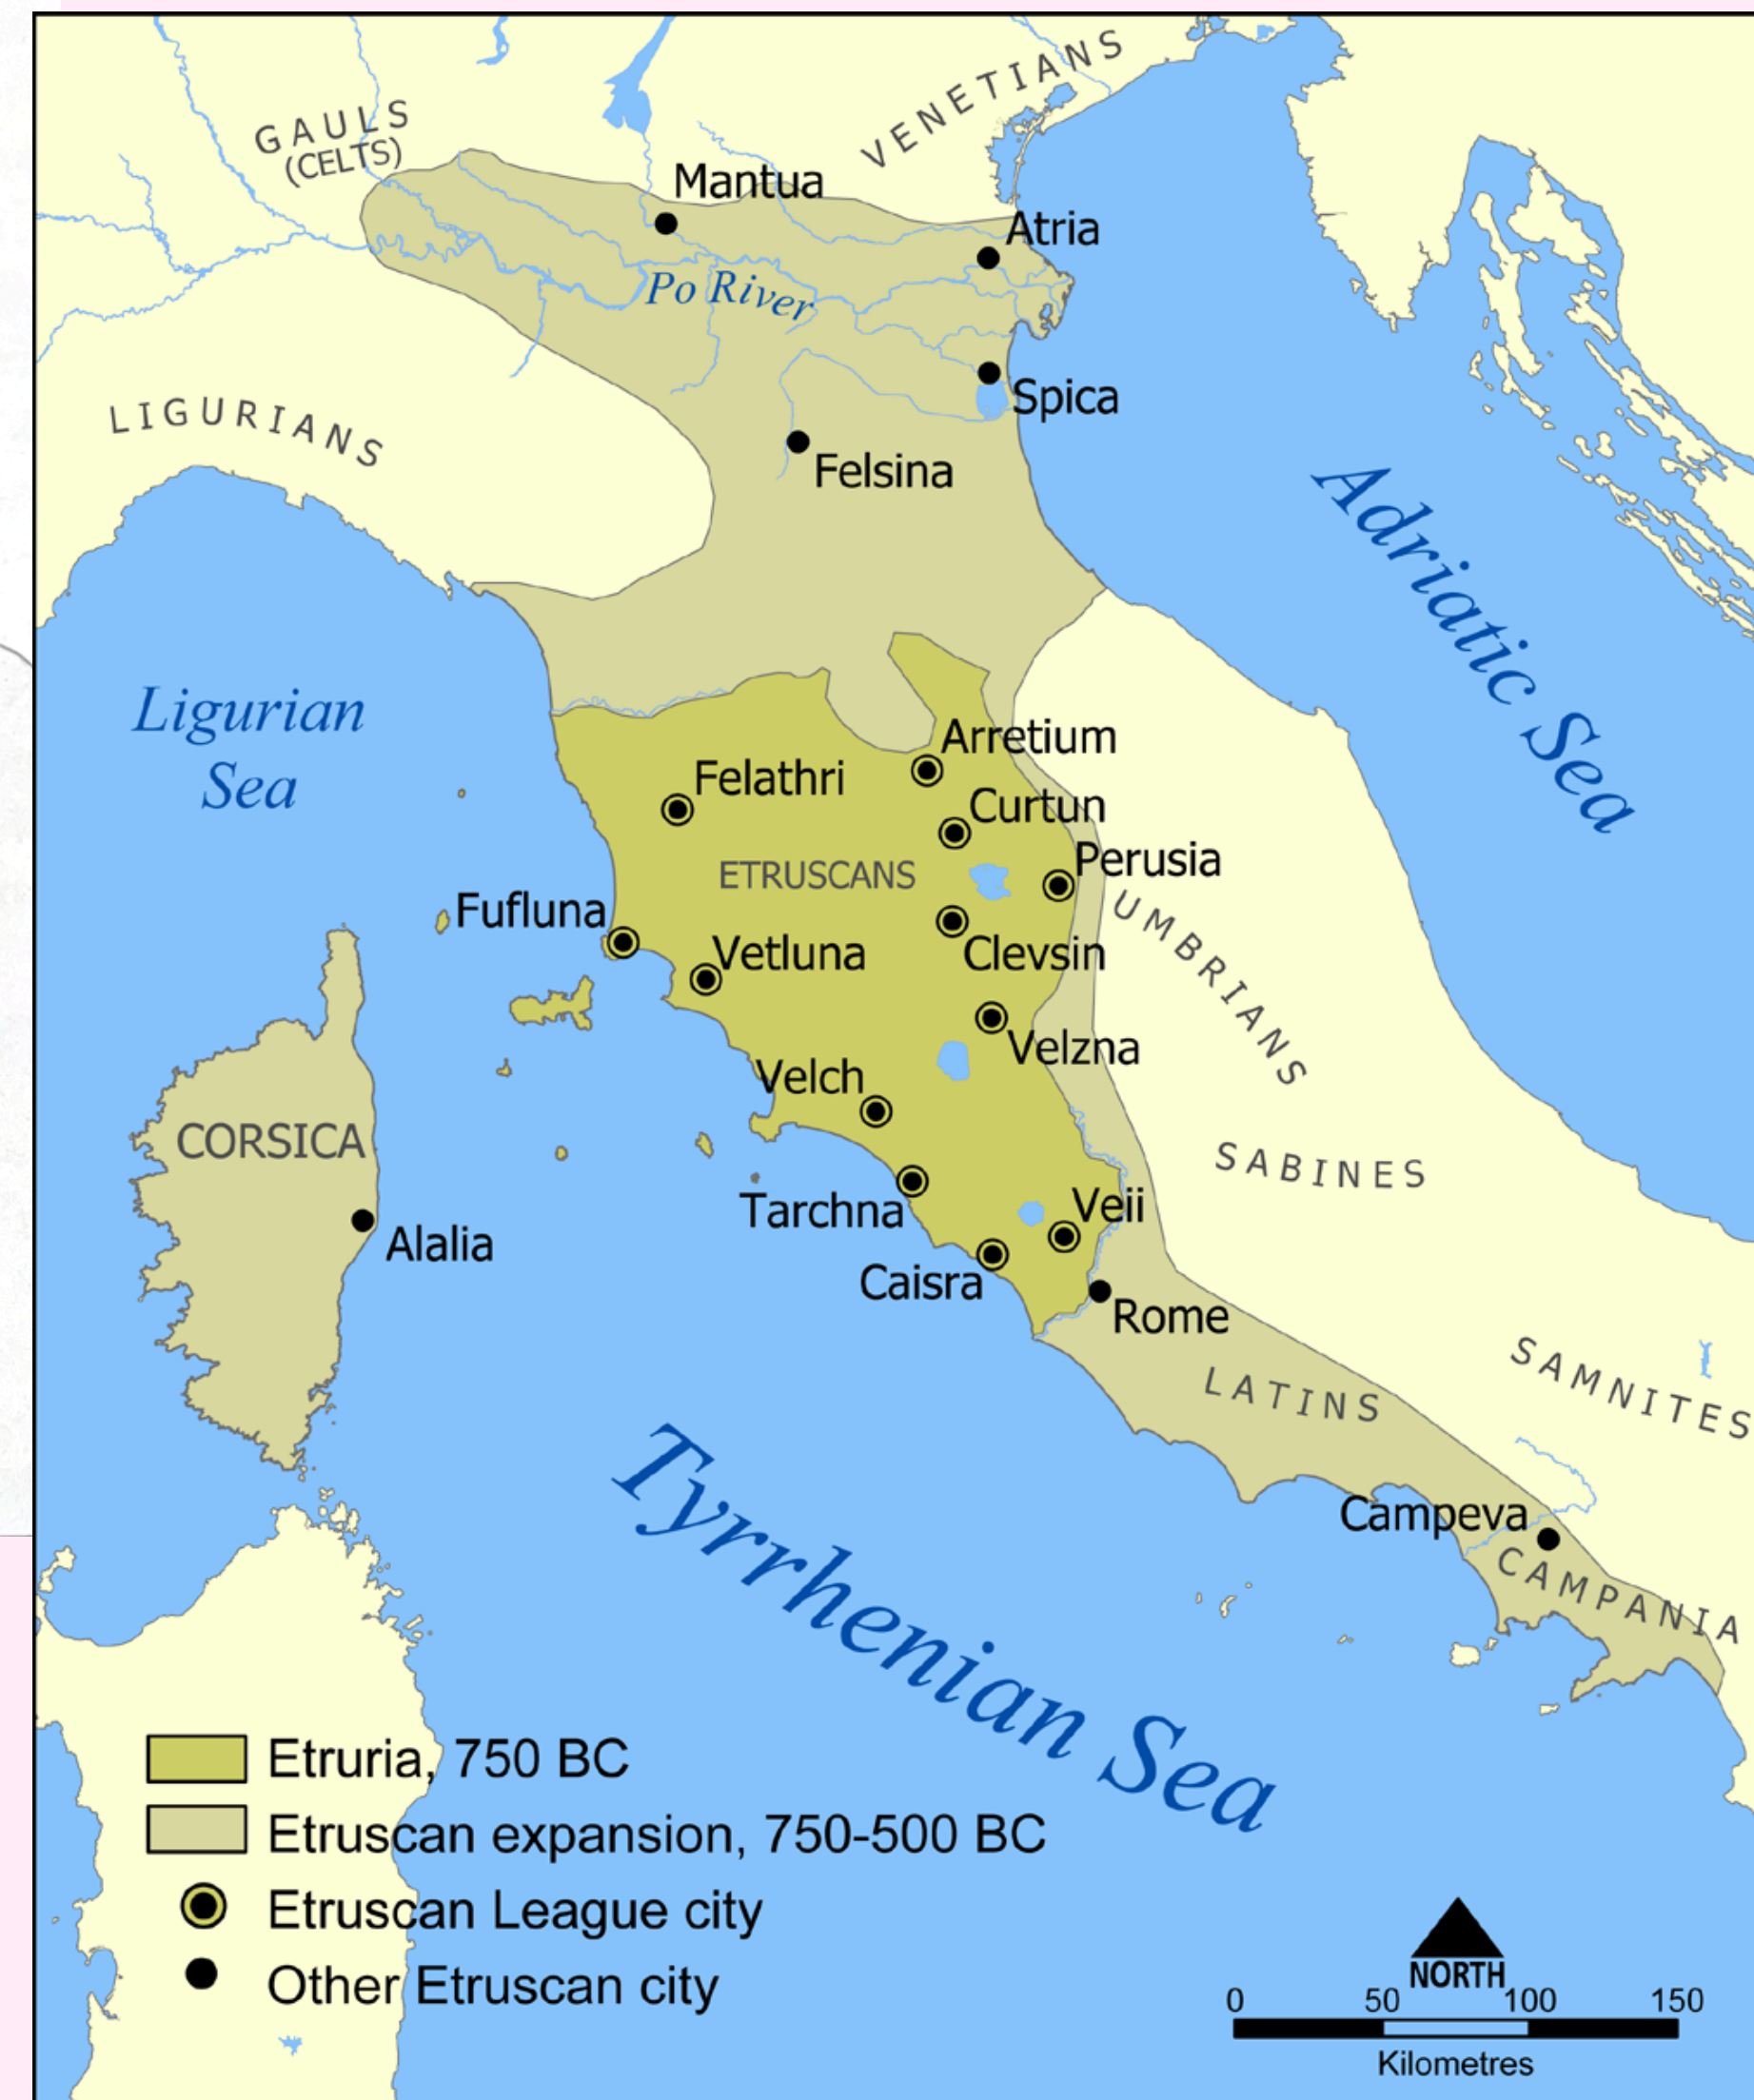 GAULS
(CELTS)
VENETIANS
Mantua
Atria
Po River
Spica
LIGURIANS
Felsina
Adriatic Sea
Ligurian
Sea
Arretium
Felathri
Curtun
Perusia
ETRUSCANS
Fufluna
UMBRIANS
Vetluna
Clevsin
Velzna
Velch
CORSICA
SABINES
Tarchna
Veii
Alalia
Caisra
Rome
LATINS
SAMNITES
Tyrrhenian Sea
Campeva
CAMPANIA
Etruria, 750 BC
Etruscan expansion, 750-500 BC
Etruscan League city
Other Etruscan city
NORTH
0 50 100 150
Kilometres